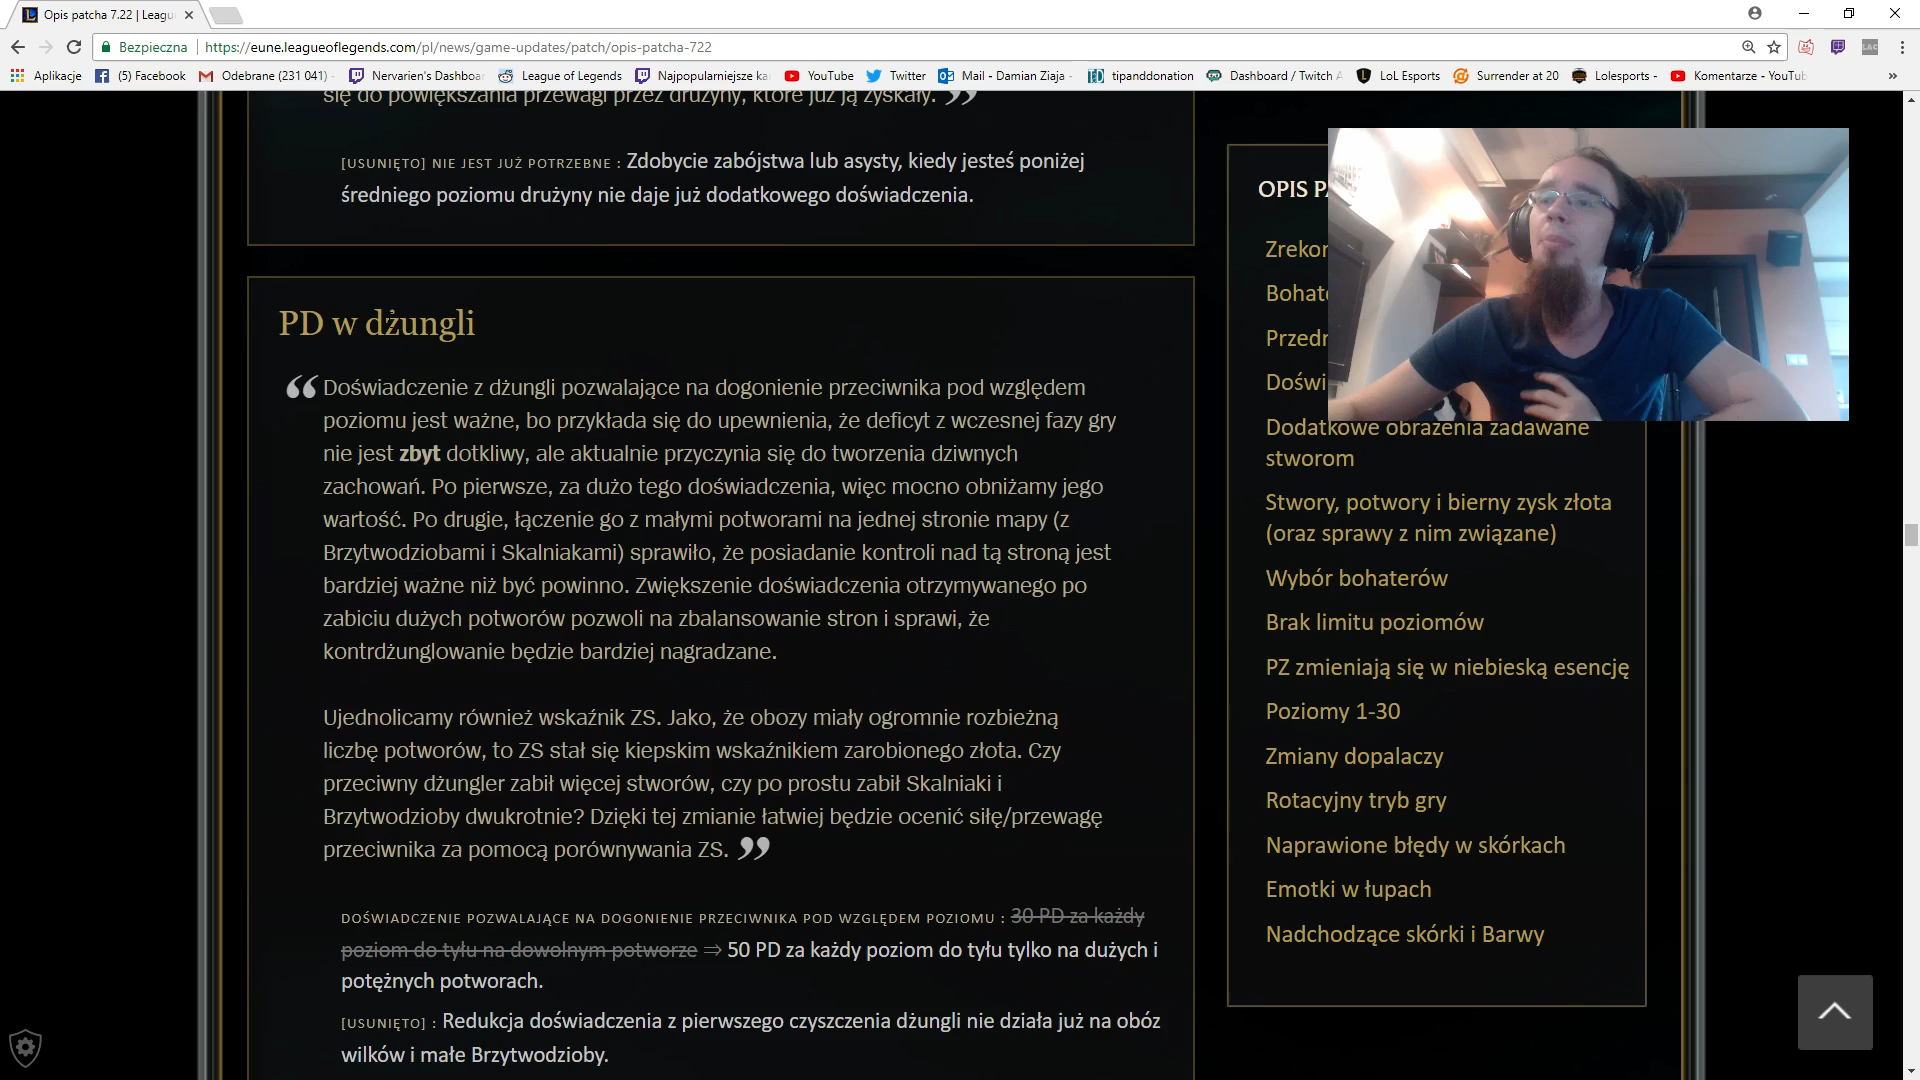 Opis patcha 7.22 | Leagu
Bezpieczna
https://eune.leagueoflegends.com/pl/news/game-updates/patch/opis-patcha-722
Aplikacje (5) Facebook Odebrane (231 041) - Nervarien's Dashboa League of Legends Najpopularniejsze ka YouTube Twitter Mail - Damian Ziaja - tipanddonation Dashboard / Twitch A LoL Esports Surrender at 20 Lolesports - Komentarze - YouTub »
się do powiększania przewagi przez drużyny, które już ją zyskały. ”
[USUNIĘTO] NIE JEST JUŻ POTRZEBNE : Zdobycie zabójstwa lub asysty, kiedy jesteś poniżej
średniego poziomu drużyny nie daje już dodatkowego doświadczenia.
PD w dżungli
“ Doświadczenie z dżungli pozwalające na dogonienie przeciwnika pod względem
poziomu jest ważne, bo przykłada się do upewnienia, że deficyt z wczesnej fazy gry
nie jest zbyt dotkliwy, ale aktualnie przyczynia się do tworzenia dziwnych
zachowań. Po pierwsze, za dużo tego doświadczenia, więc mocno obniżamy jego
wartość. Po drugie, łączenie go z małymi potworami na jednej stronie mapy (z
Brzytwodziobami i Skalniakami) sprawiło, że posiadanie kontroli nad tą stroną jest
bardziej ważne niż być powinno. Zwiększenie doświadczenia otrzymywanego po
zabiciu dużych potworów pozwoli na zbalansowanie stron i sprawi, że
kontrdżunglowanie będzie bardziej nagradzane.
Ujednolicamy również wskaźnik ZS. Jako, że obozy miały ogromnie rozbieżną
liczbę potworów, to ZS stał się kiepskim wskaźnikiem zarobionego złota. Czy
przeciwny dżungler zabił więcej stworów, czy po prostu zabił Skalniaki i
Brzytwodzioby dwukrotnie? Dzięki tej zmianie łatwiej będzie ocenić siłę/przewagę
przeciwnika za pomocą porównywania ZS. ”
DOŚWIADCZENIE POZWALAJĄCE NA DOGONIENIE PRZECIWNIKA POD WZGLĘDEM POZIOMU : 30 PD za każdy
poziom do tyłu na dowolnym potworze ⇒ 50 PD za każdy poziom do tyłu tylko na dużych i
potężnych potworach.
[USUNIĘTO] : Redukcja doświadczenia z pierwszego czyszczenia dżungli nie działa już na obóz
wilków i małe Brzytwodzioby.
OPIS P
Zrekon
Bohate
Przedr
Doświ
Dodatkowe obrażenia zadawane
stworom
Stwory, potwory i bierny zysk złota
(oraz sprawy z nim związane)
Wybór bohaterów
Brak limitu poziomów
PZ zmieniają się w niebieską esencję
Poziomy 1-30
Zmiany dopalaczy
Rotacyjny tryb gry
Naprawione błędy w skórkach
Emotki w łupach
Nadchodzące skórki i Barwy